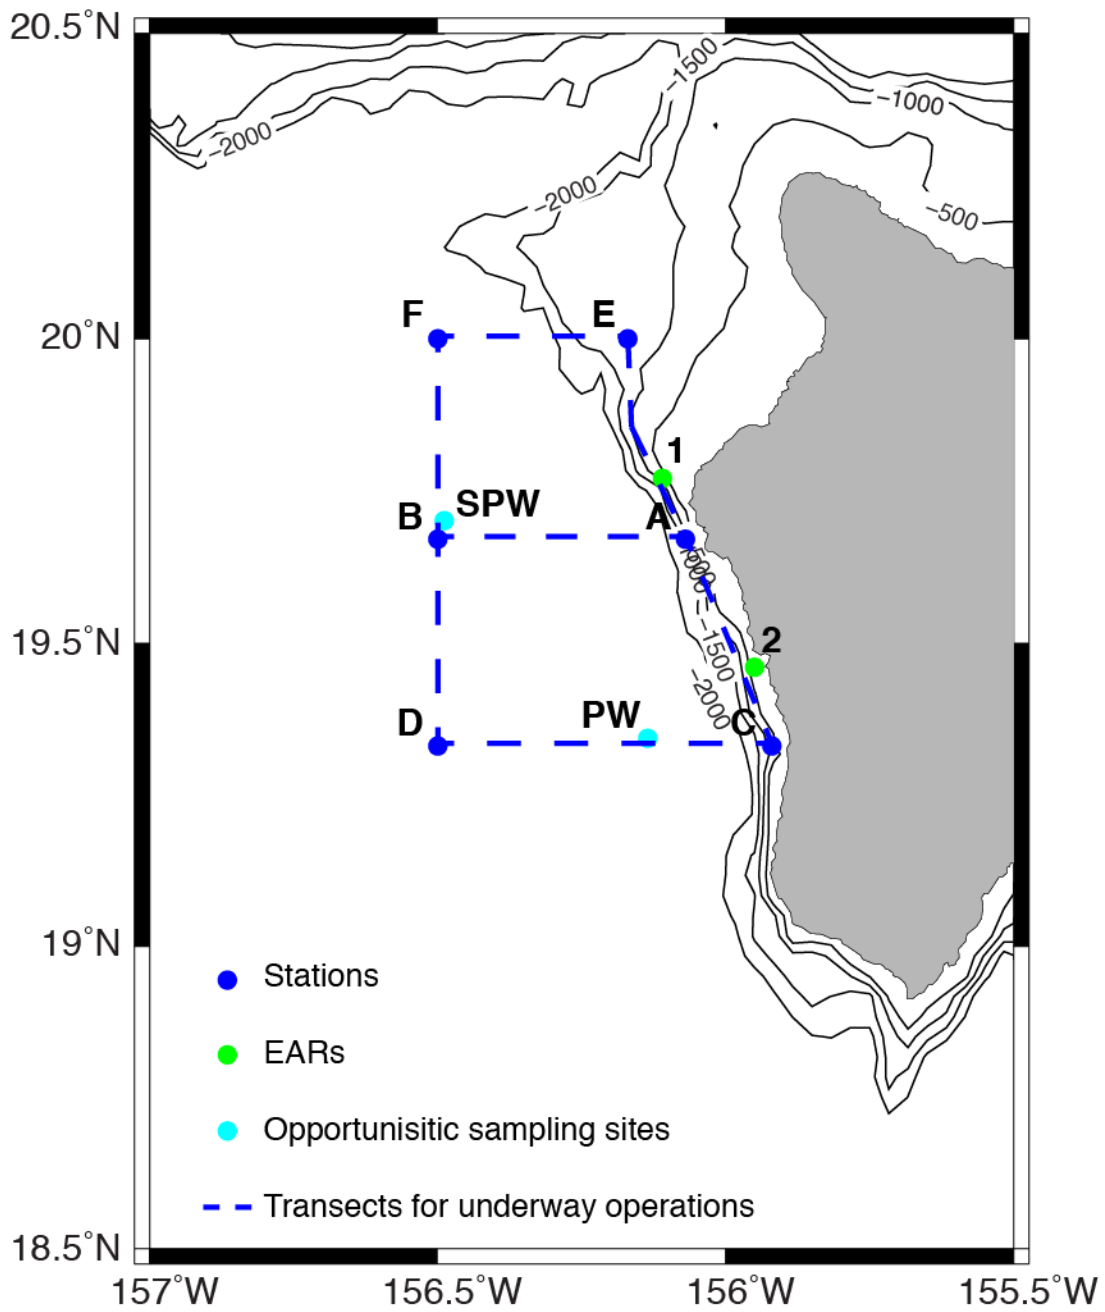 20.5°N
−1500
−1000
−2000
−2000
−500
F
E
20°N
1
SPW
B
A
500
1000
19.5°N
2
−1500
−2000
PW
D
C
19°N
Stations
EARs
Opportunisitic sampling sites
Transects for underway operations
18.5°N
157°W
156.5°W
156°W
155.5°W